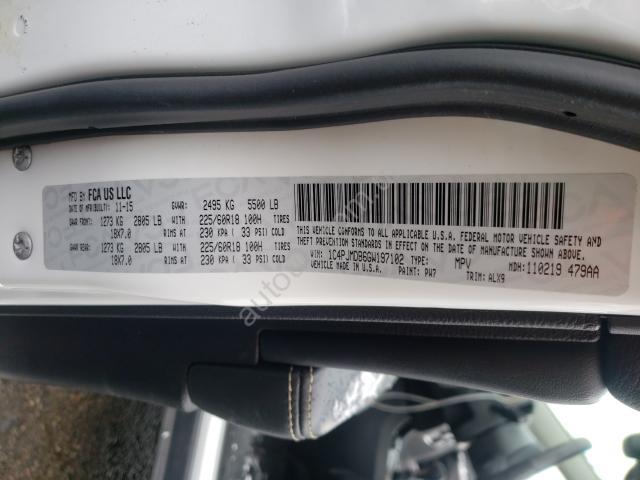 MFD BY FCA US LLC
DATE OF MFR(BUILT): 11-15 GVWR: 2495 KG 5500 LB
GAWR FRONT: 1273 KG 2805 LB WITH 225/60R18 100H TIRES
18X7.0 RIMS AT 230 KPA ( 33 PSI) COLD
GAWR REAR: 1273 KG 2805 LB WITH 225/60R18 100H TIRES
18X7.0 RIMS AT 230 KPA ( 33 PSI) COLD
THIS VEHICLE CONFORMS TO ALL APPLICABLE U.S.A. FEDERAL MOTOR VEHICLE SAFETY AND
THEFT PREVENTION STANDARDS IN EFFECT ON THE DATE OF MANUFACTURE SHOWN ABOVE.
VIN: 1C4PJMDB6GW197102 TYPE: MPV MDH: 110219 479AA
VEHICLE MADE IN U.S.A. PAINT: PW7 TRIM: ALX9